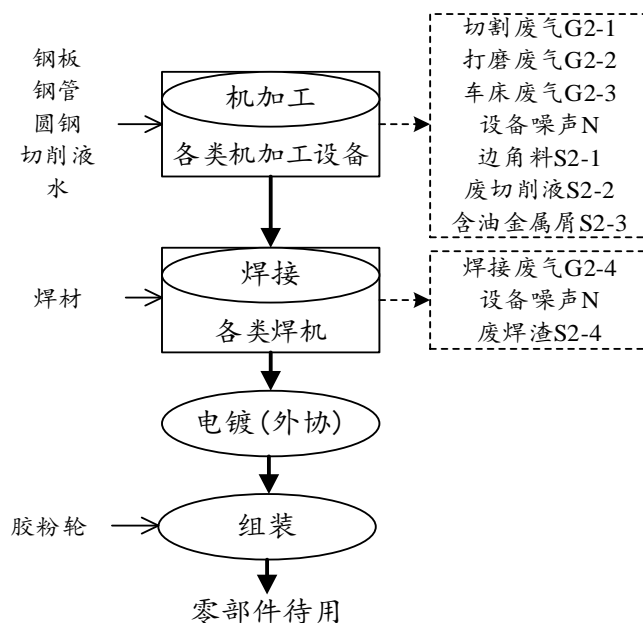 钢板
钢管
圆钢
切削液
水
机加工
各类机加工设备
切割废气G2-1
打磨废气G2-2
车床废气G2-3
设备噪声N
边角料S2-1
废切削液S2-2
含油金属屑S2-3
焊材
焊接
各类焊机
焊接废气G2-4
设备噪声N
废焊渣S2-4
电镀(外协)
胶粉轮
组装
零部件待用